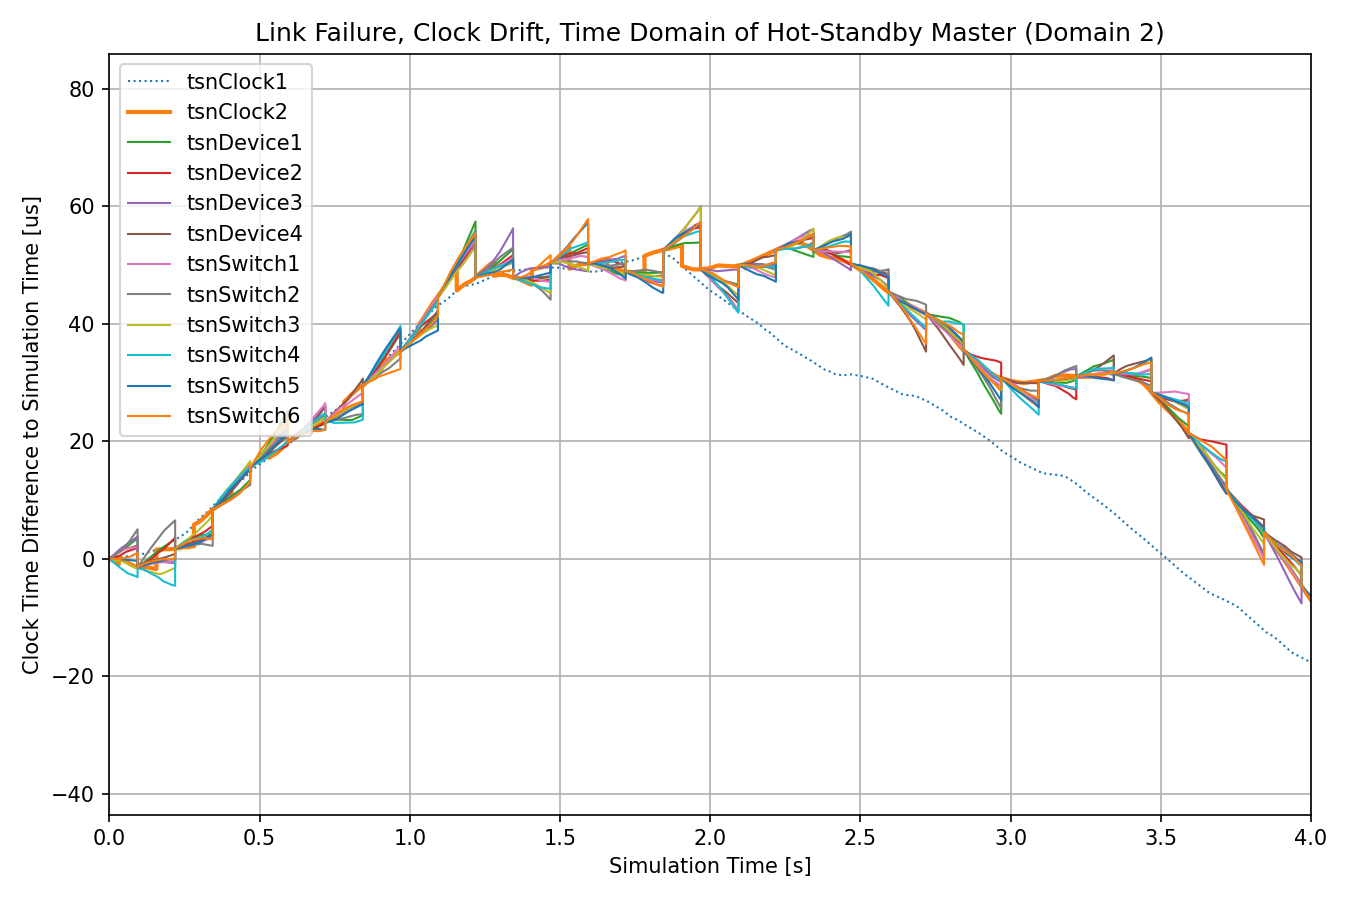 Link Failure, Clock Drift, Time Domain of Hot-Standby Master (Domain 2)
Clock Time Difference to Simulation Time [us]
80
60
40
20
0
−20
−40
tsnClock1
tsnClock2
tsnDevice1
tsnDevice2
tsnDevice3
tsnDevice4
tsnSwitch1
tsnSwitch2
tsnSwitch3
tsnSwitch4
tsnSwitch5
tsnSwitch6
0.0 0.5 1.0 1.5 2.0 2.5 3.0 3.5 4.0
Simulation Time [s]